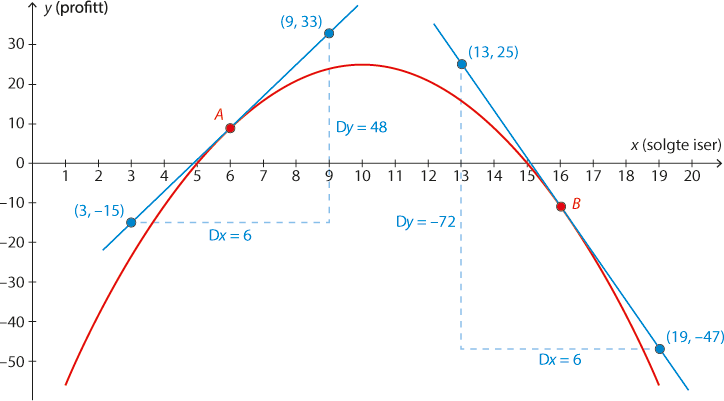 y (profitt)
(9, 33)
(13, 25)
30
20
A
10
Dy = 48
x (solgte iser)
0
1 2 3 4 5 6 7 8 9 10 11 12 13 14 15 16 17 18 19 20
–10
(3, –15)
B
Dy = –72
–20
Dx = 6
–30
–40
(19, –47)
–50
Dx = 6